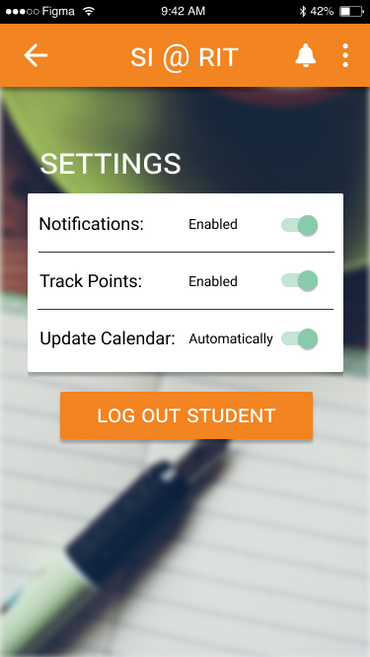 Figma 9:42 AM 42%
SI @ RIT
SETTINGS
Notifications: Enabled
Track Points: Enabled
Update Calendar: Automatically
LOG OUT STUDENT